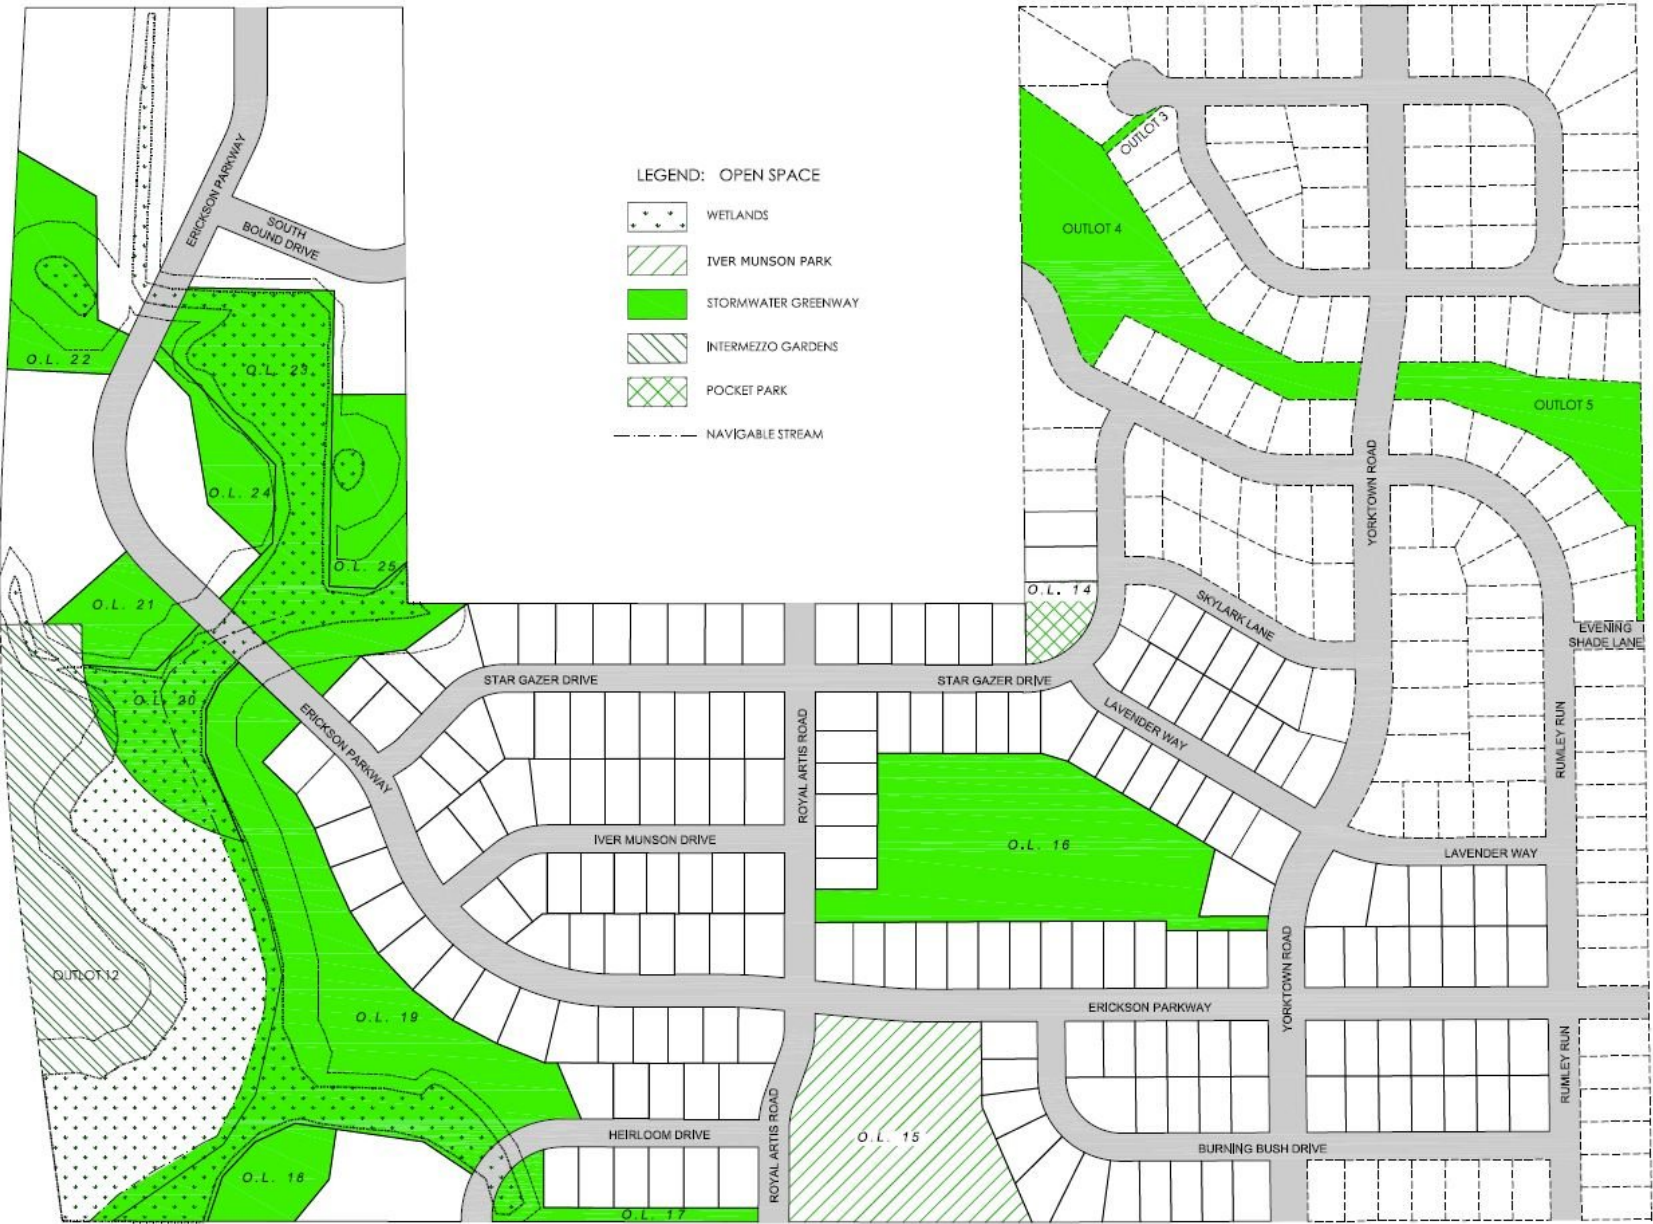 OUTLOT 3
ERICKSON PARKWAY
SOUTH
BOUND DRIVE
LEGEND: OPEN SPACE
WETLANDS
IVER MUNSON PARK
STORMWATER GREENWAY
INTERMEZZO GARDENS
POCKET PARK
NAVIGABLE STREAM
OUTLOT 4
O.L. 22
O.L. 23
OUTLOT 5
O.L. 24
YORKTOWN ROAD
O.L. 25
O.L. 21
O.L. 14
SKYLARK LANE
EVENING
SHADE LANE
STAR GAZER DRIVE
STAR GAZER DRIVE
O.L. 20
ERICKSON PARKWAY
ROYAL ARTIS ROAD
LAVENDER WAY
RUMLEY RUN
IVER MUNSON DRIVE
O.L. 16
LAVENDER WAY
OUTLOT 12
YORKTOWN ROAD
ERICKSON PARKWAY
O.L. 19
RUMLEY RUN
HEIRLOOM DRIVE
ROYAL ARTIS ROAD
O.L. 15
BURNING BUSH DRIVE
O.L. 18
O.L. 17